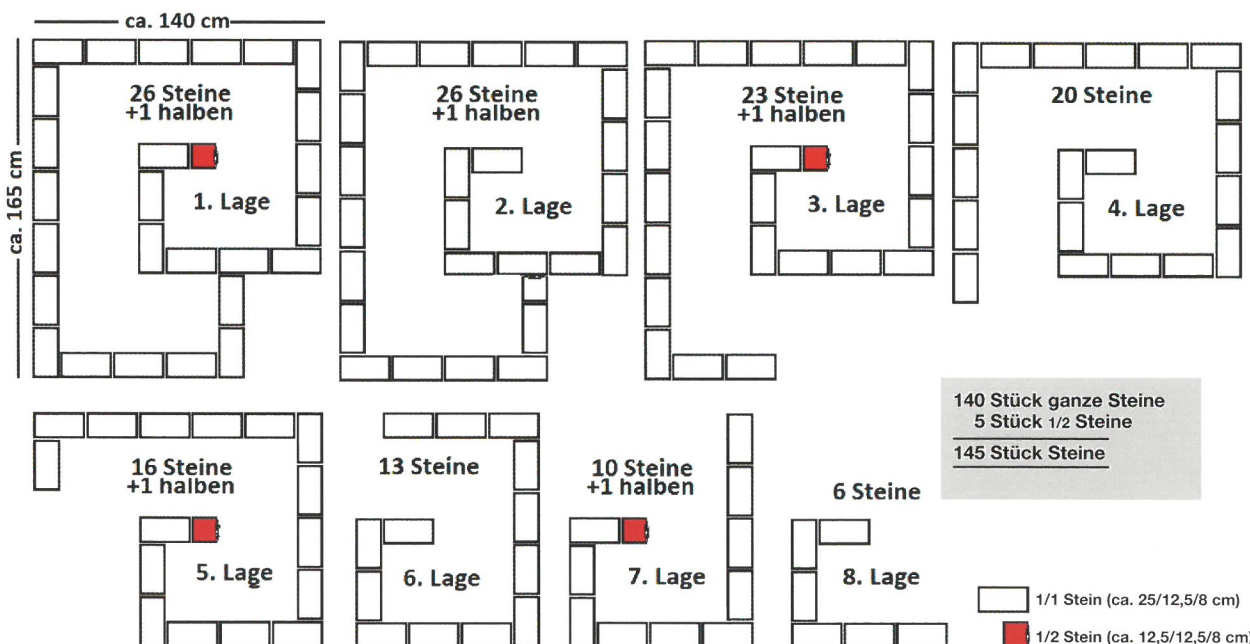 ca. 140 cm
ca. 165 cm
26 Steine
+1 halben
1. Lage
26 Steine
+1 halben
2. Lage
23 Steine
+1 halben
3. Lage
20 Steine
4. Lage
140 Stück ganze Steine
5 Stück 1/2 Steine
145 Stück Steine
16 Steine
+1 halben
5. Lage
13 Steine
6. Lage
10 Steine
+1 halben
7. Lage
6 Steine
8. Lage
1/1 Stein (ca. 25/12,5/8 cm)
1/2 Stein (ca. 12,5/12,5/8 cm)